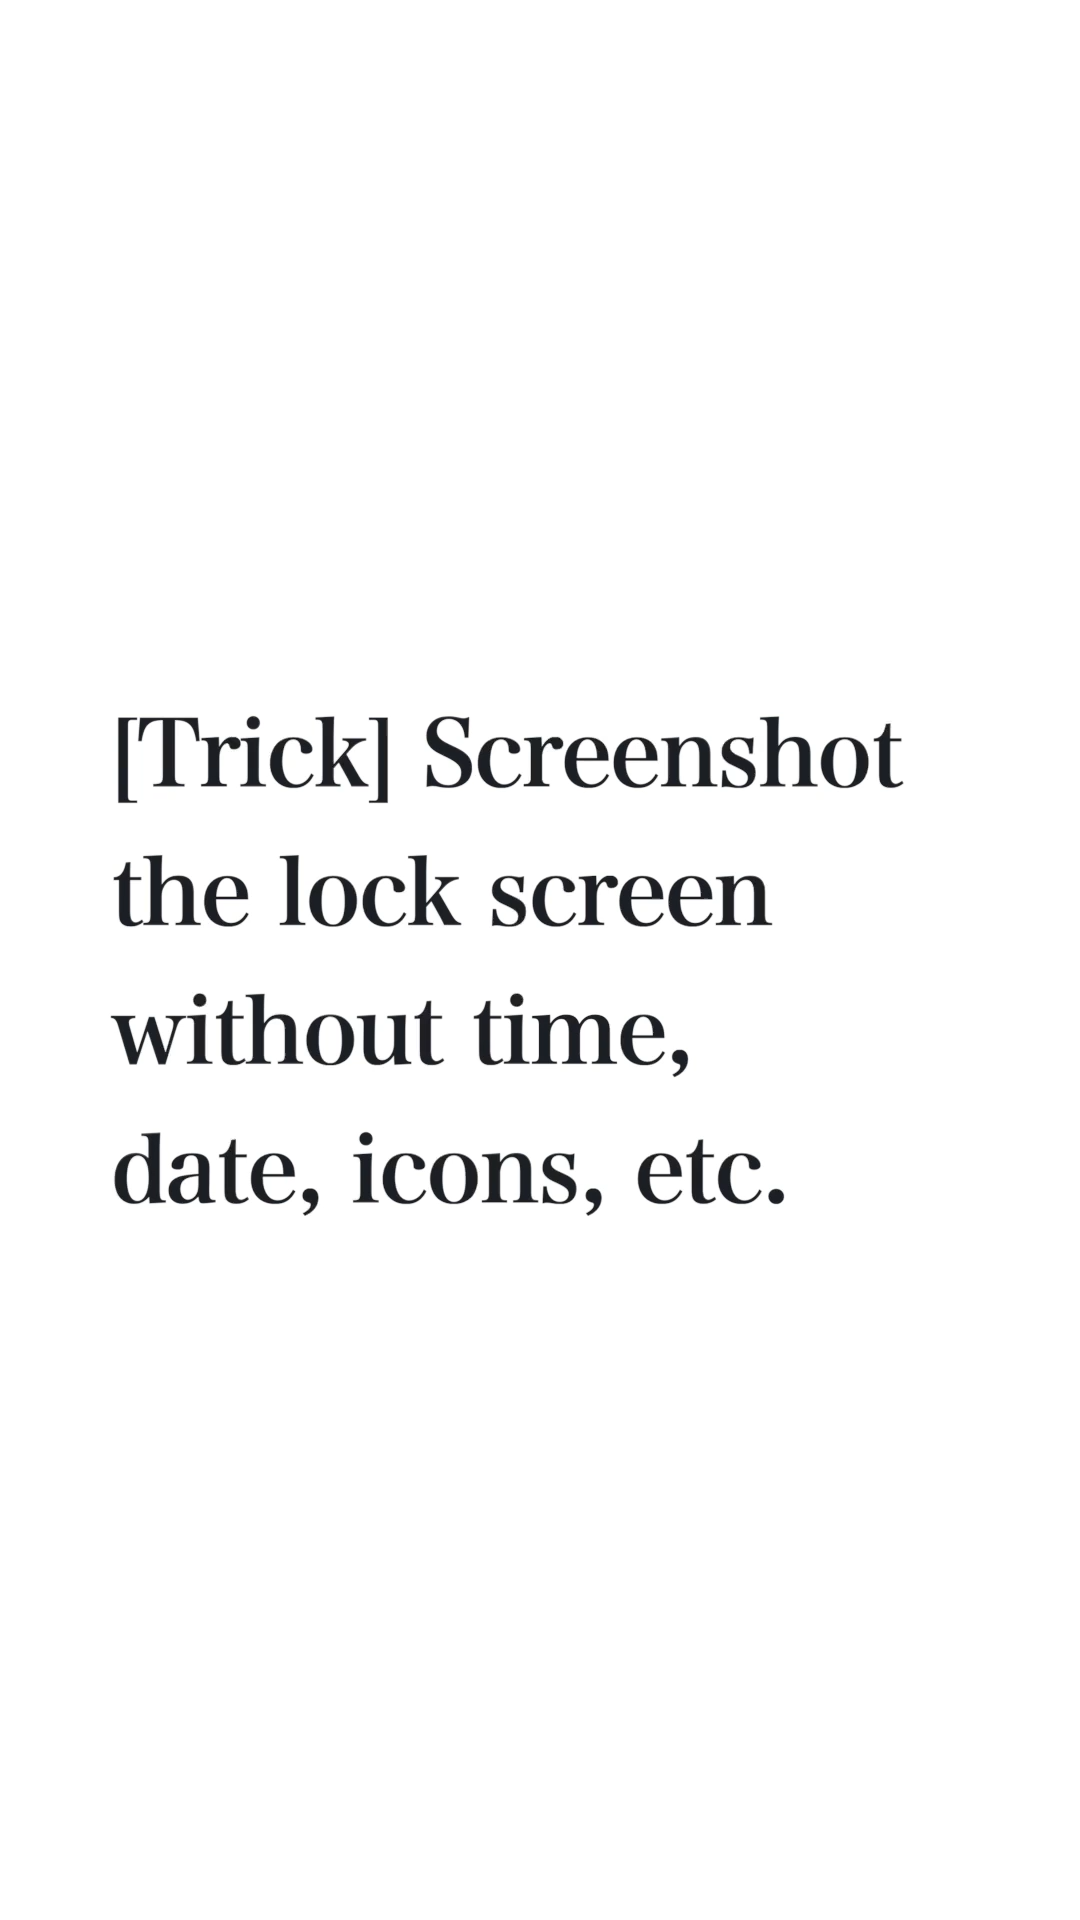 [Trick] Screenshot
the lock screen
without time,
date, icons, etc.